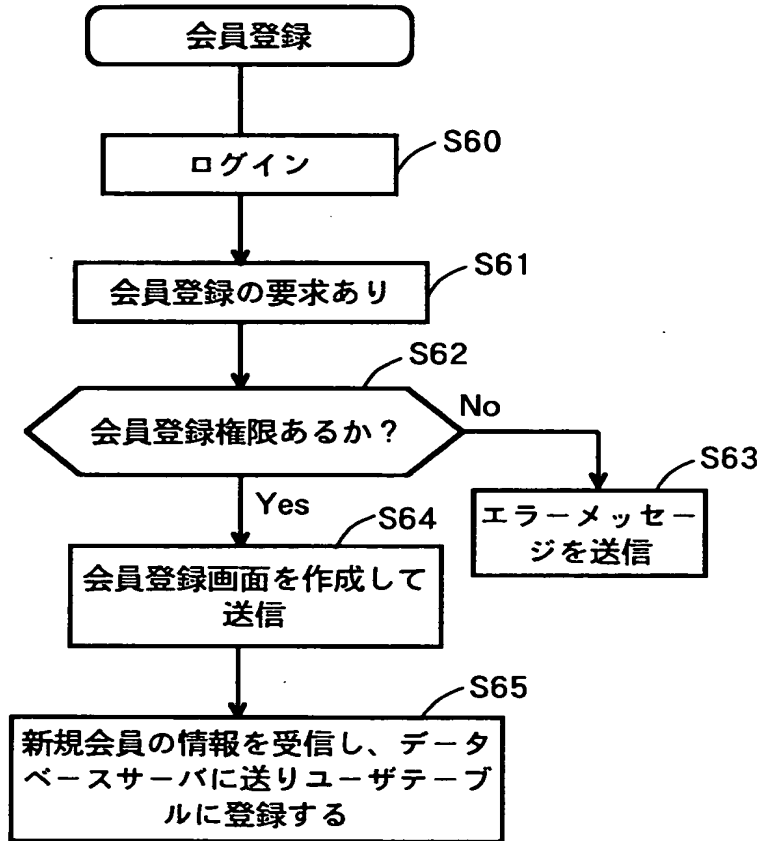 会員登録
S60
ログイン
S61
会員登録の要求あり
S62
会員登録権限あるか？
No
S63
エラーメッセー
ジを送信
Yes
S64
会員登録画面を作成して
送信
S65
新規会員の情報を受信し、データ
ベースサーバに送りユーザテーブ
ルに登録する